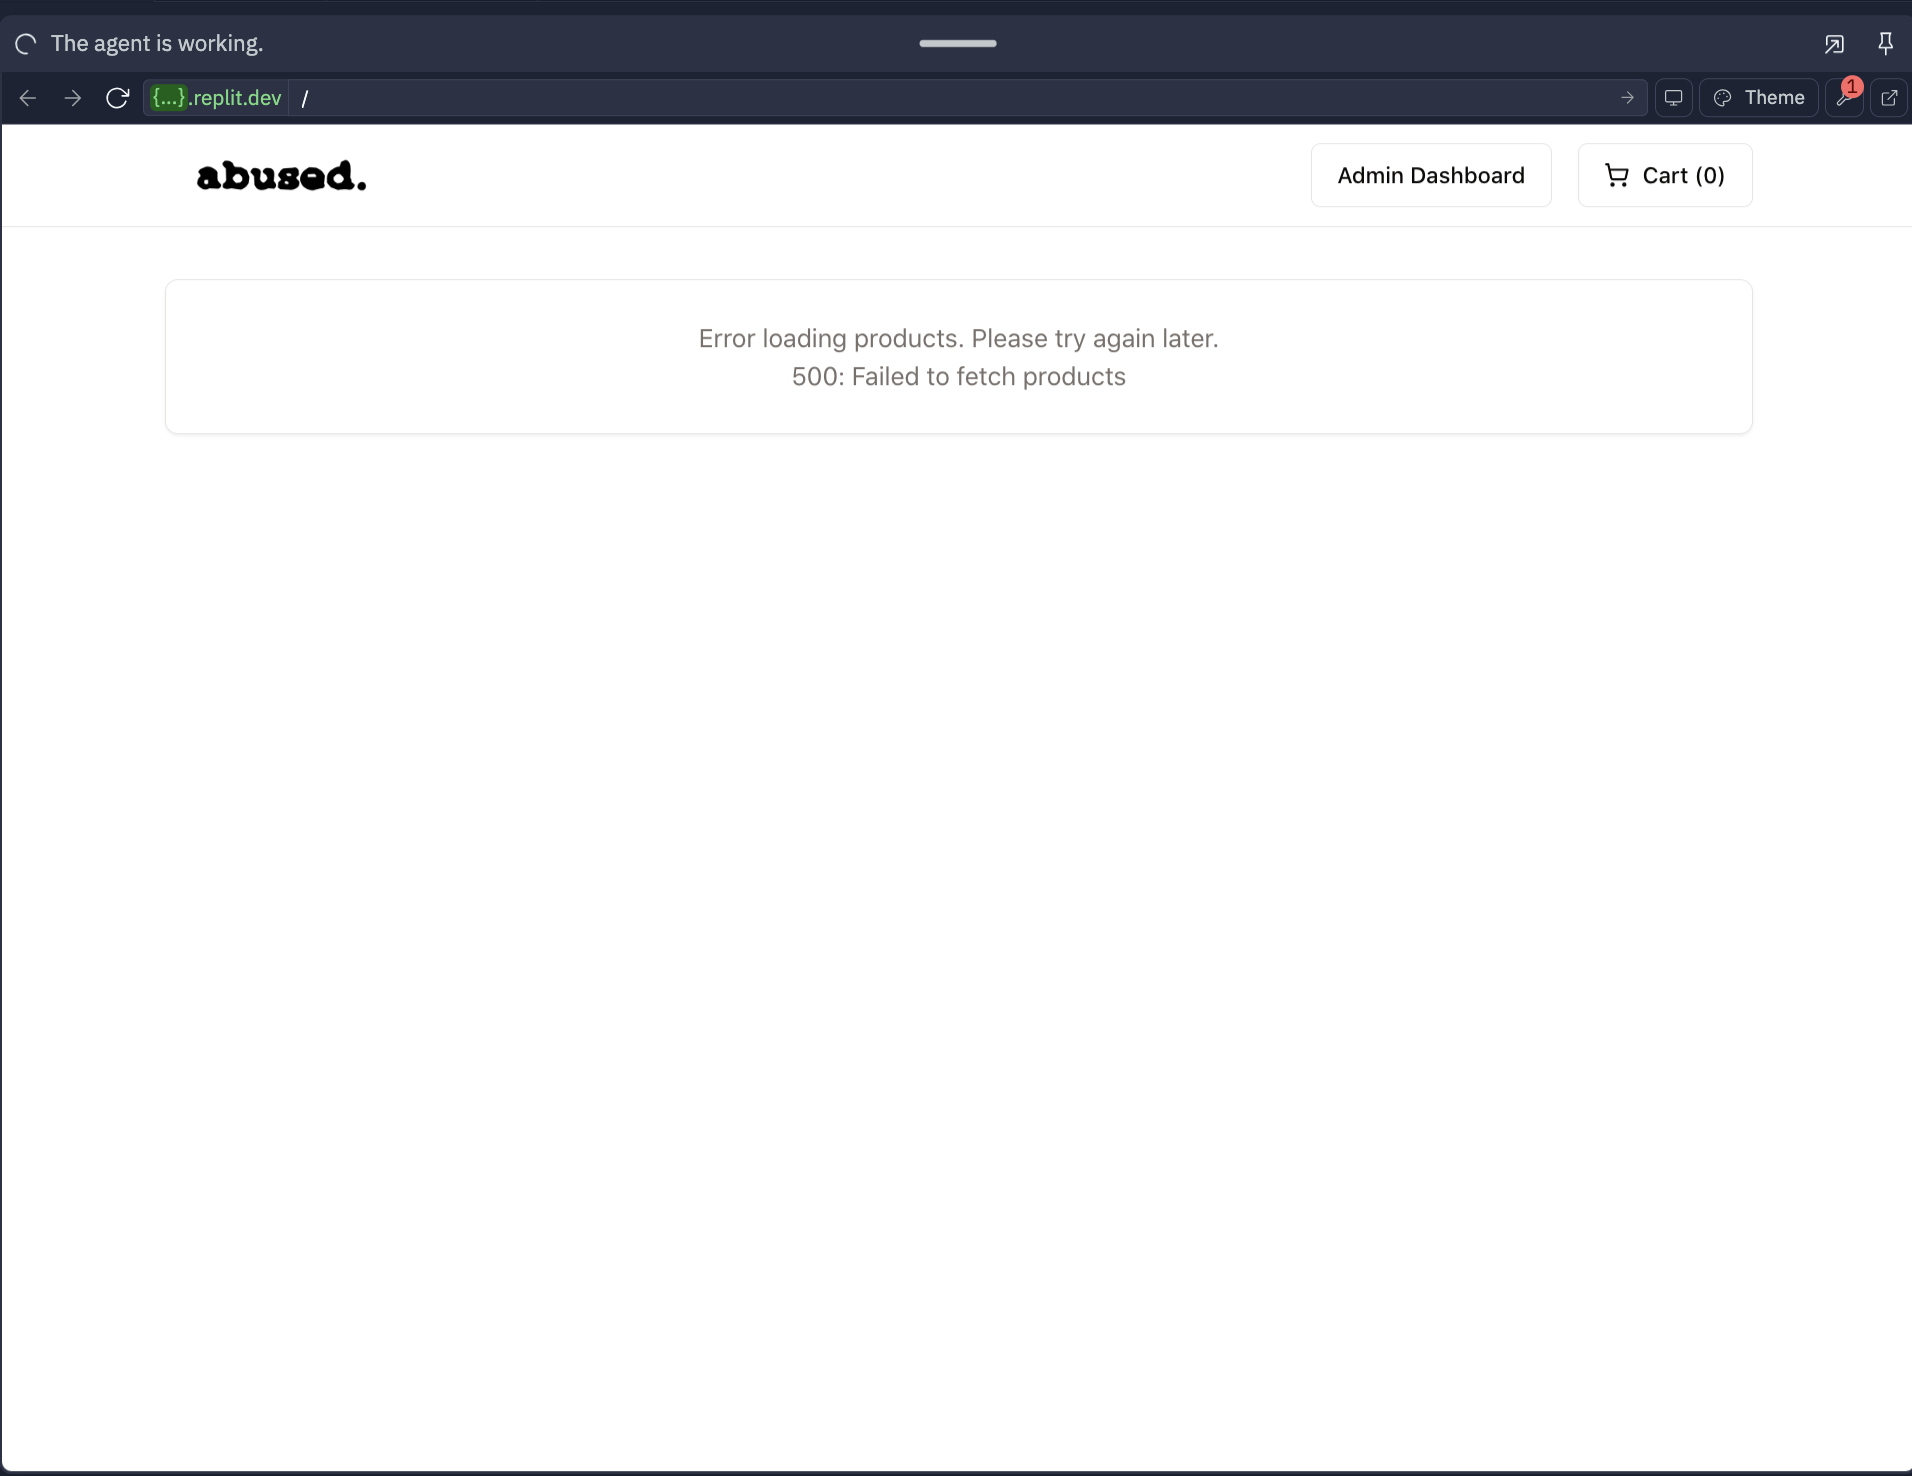 The agent is working.
{...}.replit.dev /
Theme
1
abused.
Admin Dashboard
Cart (0)
Error loading products. Please try again later.
500: Failed to fetch products